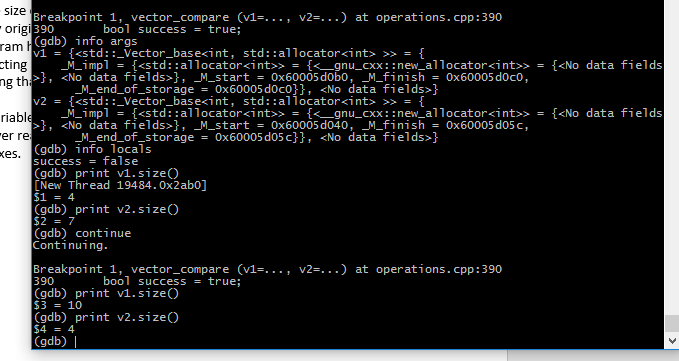 e size
Breakpoint 1, vector_compare (v1=..., v2=...) at operations.cpp:390
y origi
390 bool success = true;
ram h
(gdb) info args
cting
v1 = {<std::_Vector_base<int, std::allocator<int> >> = {
ng tha
_M_impl = {<std::allocator<int>> = {<__gnu_cxx::new_allocator<int>> = {<No data fields
>}, <No data fields>}, _M_start = 0x60005d0b0, _M_finish = 0x60005d0c0,
_M_end_of_storage = 0x60005d0c0}}, <No data fields>}
riable
v2 = {<std::_Vector_base<int, std::allocator<int> >> = {
ver re
_M_impl = {<std::allocator<int>> = {<__gnu_cxx::new_allocator<int>> = {<No data fields
xes.
>}, <No data fields>}, _M_start = 0x60005d040, _M_finish = 0x60005d05c,
_M_end_of_storage = 0x60005d05c}}, <No data fields>}
(gdb) info locals
success = false
(gdb) print v1.size()
[New Thread 19484.0x2ab0]
$1 = 4
(gdb) print v2.size()
$2 = 7
(gdb) continue
Continuing.
Breakpoint 1, vector_compare (v1=..., v2=...) at operations.cpp:390
390 bool success = true;
(gdb) print v1.size()
$3 = 10
(gdb) print v2.size()
$4 = 4
(gdb)